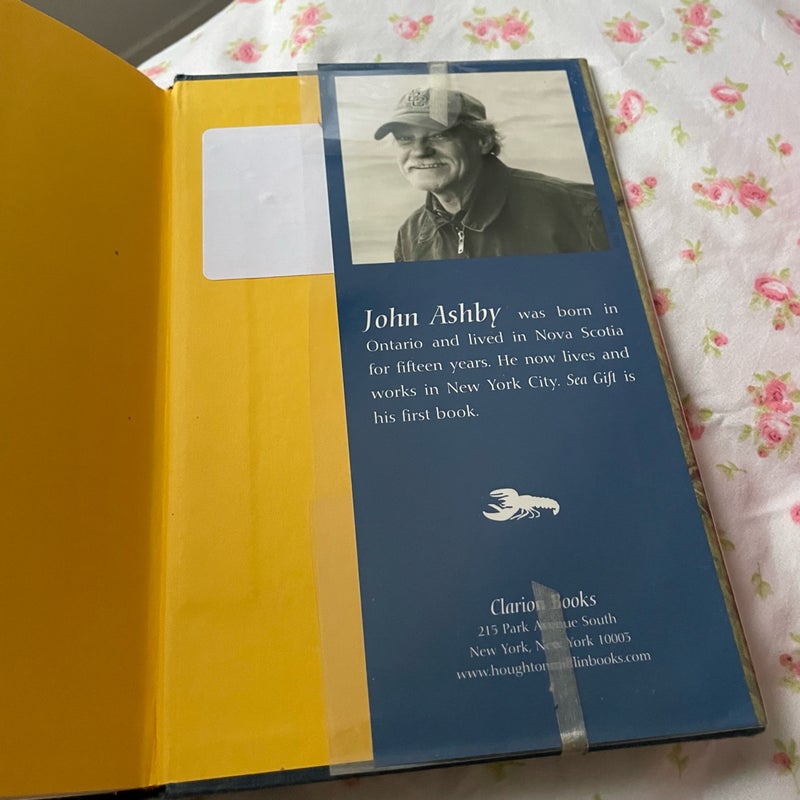 John Ashby was born in
Ontario and lived in Nova Scotia
for fifteen years. He now lives and
works in New York City. Sea Gift is
his first book.
Clarion Books
215 Park Avenue South
New York, New York 10003
www.houghtonmifflinbooks.com